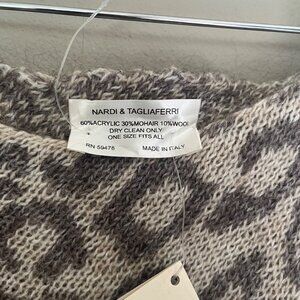 NARDI & TAGLIAFERRI
60%ACRYLIC 30%MOHAIR 10%WOOL
DRY CLEAN ONLY
ONE SIZE FITS ALL
RN 59478 MADE IN ITALY